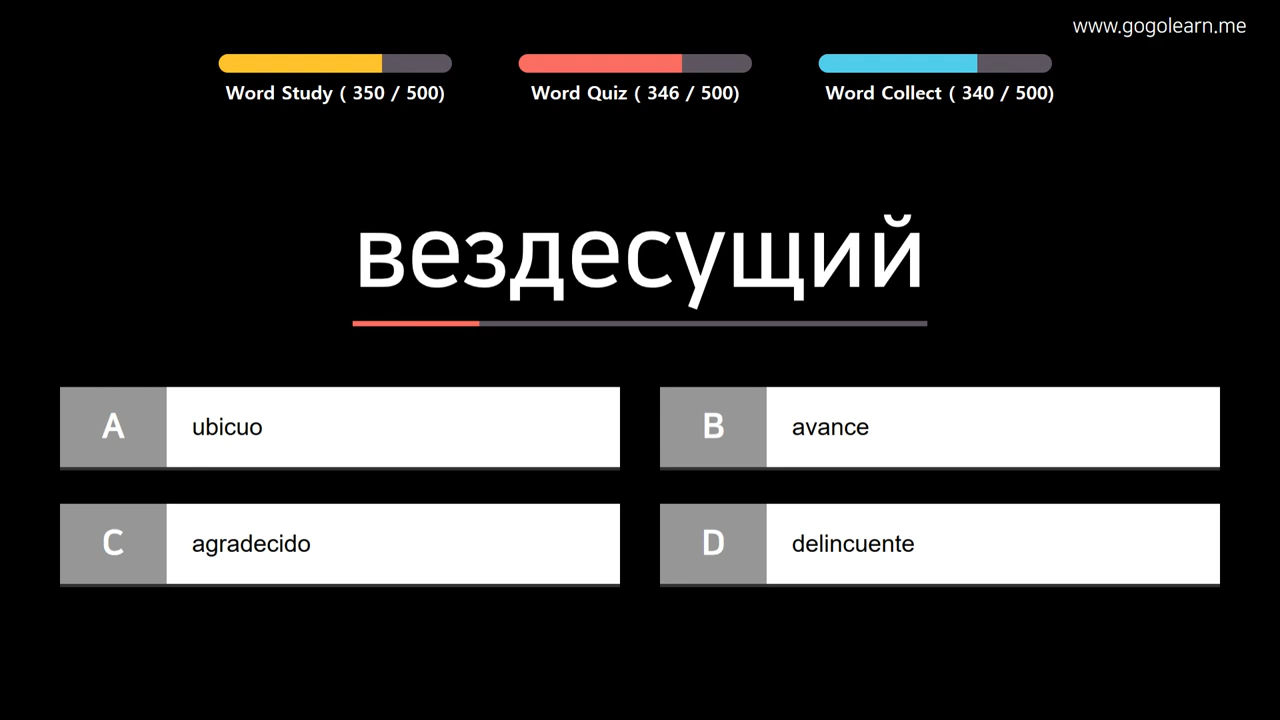 www.gogolearn.me
Word Study ( 350 / 500)
Word Quiz ( 346 / 500)
Word Collect ( 340 / 500)
вездесущий
A ubicuo
B avance
C agradecido
D delincuente